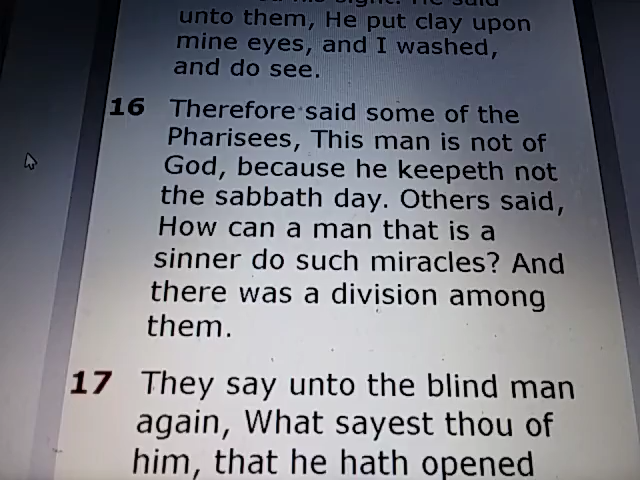 unto them, He put clay upon
mine eyes, and I washed,
and do see.
16 Therefore said some of the
Pharisees, This man is not of
God, because he keepeth not
the sabbath day. Others said,
How can a man that is a
sinner do such miracles? And
there was a division among
them.
17 They say unto the blind man
again, What sayest thou of
him, that he hath opened